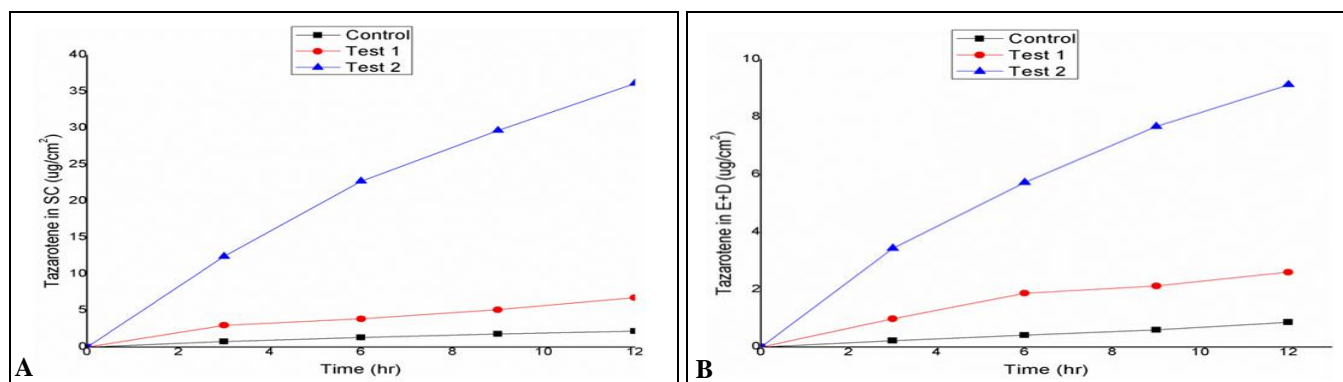 Control
Test 1
Test 2
40
35
30
25
20
15
10
5
0
0 2 4 6 8 10 12
Tazarotene in SC (ug/cm²)
Time (hr)
A
Control
Test 1
Test 2
10
8
6
4
2
0
0 2 4 6 8 10 12
Tazarotene in E+D (ug/cm²)
Time (hr)
B